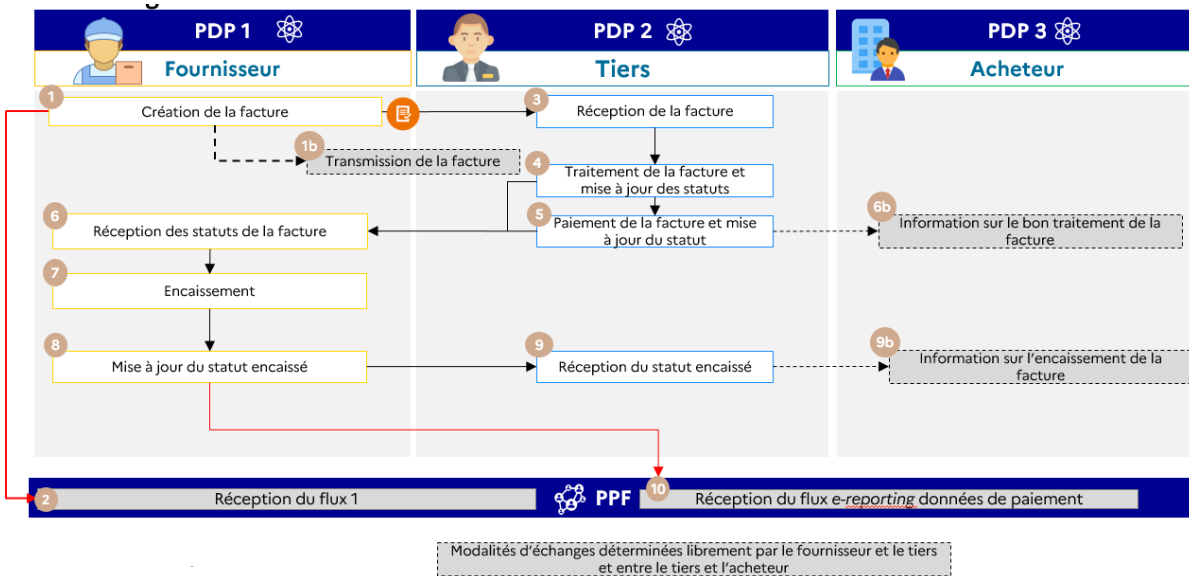 PDP 1
PDP 2
PDP 3
Fournisseur
Tiers
Acheteur
1
Création de la facture
3
Réception de la facture
1b
Transmission de la facture
4
Traitement de la facture et
mise à jour des statuts
5
Paiement de la facture et mise
à jour du statut
6
Réception des statuts de la facture
6b
Information sur le bon traitement de la
facture
7
Encaissement
8
Mise à jour du statut encaissé
9
Réception du statut encaissé
9b
Information sur l'encaissement de la
facture
2
Réception du flux 1
PPF
10
Réception du flux e-reporting données de paiement
Modalités d'échanges déterminées librement par le fournisseur et le tiers
et entre le tiers et l'acheteur